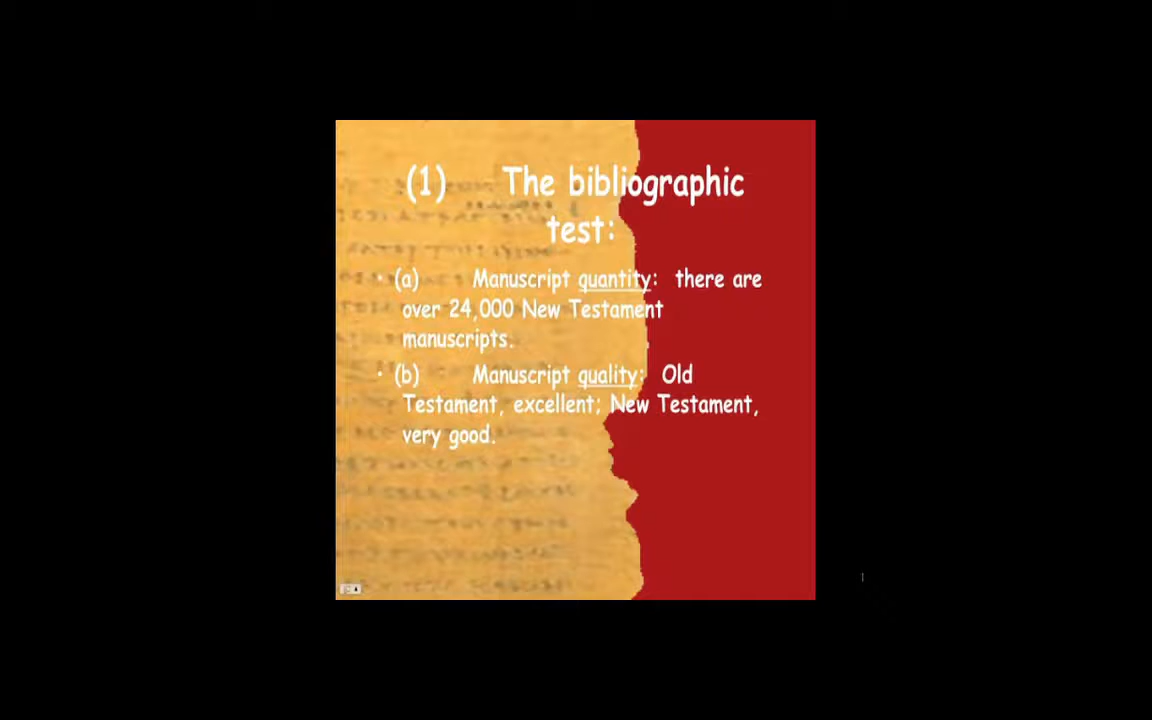 (1) The bibliographic
test:
• (a) Manuscript quantity: there are
over 24,000 New Testament
manuscripts.
• (b) Manuscript quality: Old
Testament, excellent; New Testament,
very good.